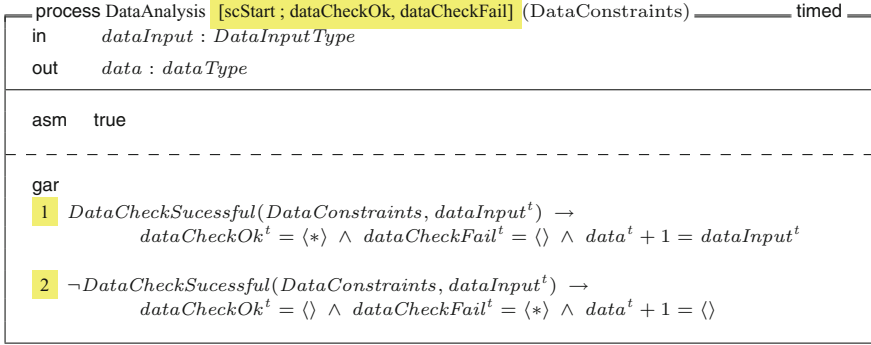 process DataAnalysis [scStart ; dataCheckOk, dataCheckFail] (DataConstraints) timed
in dataInput : DataInputType
out data : dataType
asm true
gar
1 DataCheckSucessful(DataConstraints, dataInput^t) →
dataCheckOk^t = ⟨∗⟩ ∧ dataCheckFail^t = ⟨⟩ ∧ data^t + 1 = dataInput^t
2 ¬DataCheckSucessful(DataConstraints, dataInput^t) →
dataCheckOk^t = ⟨⟩ ∧ dataCheckFail^t = ⟨∗⟩ ∧ data^t + 1 = ⟨⟩